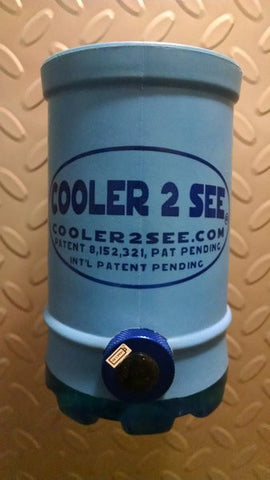 COOLER 2 SEE®
COOLER2SEE.COM
PATENT 8,152,321, PAT PENDING
INT'L PATENT PENDING